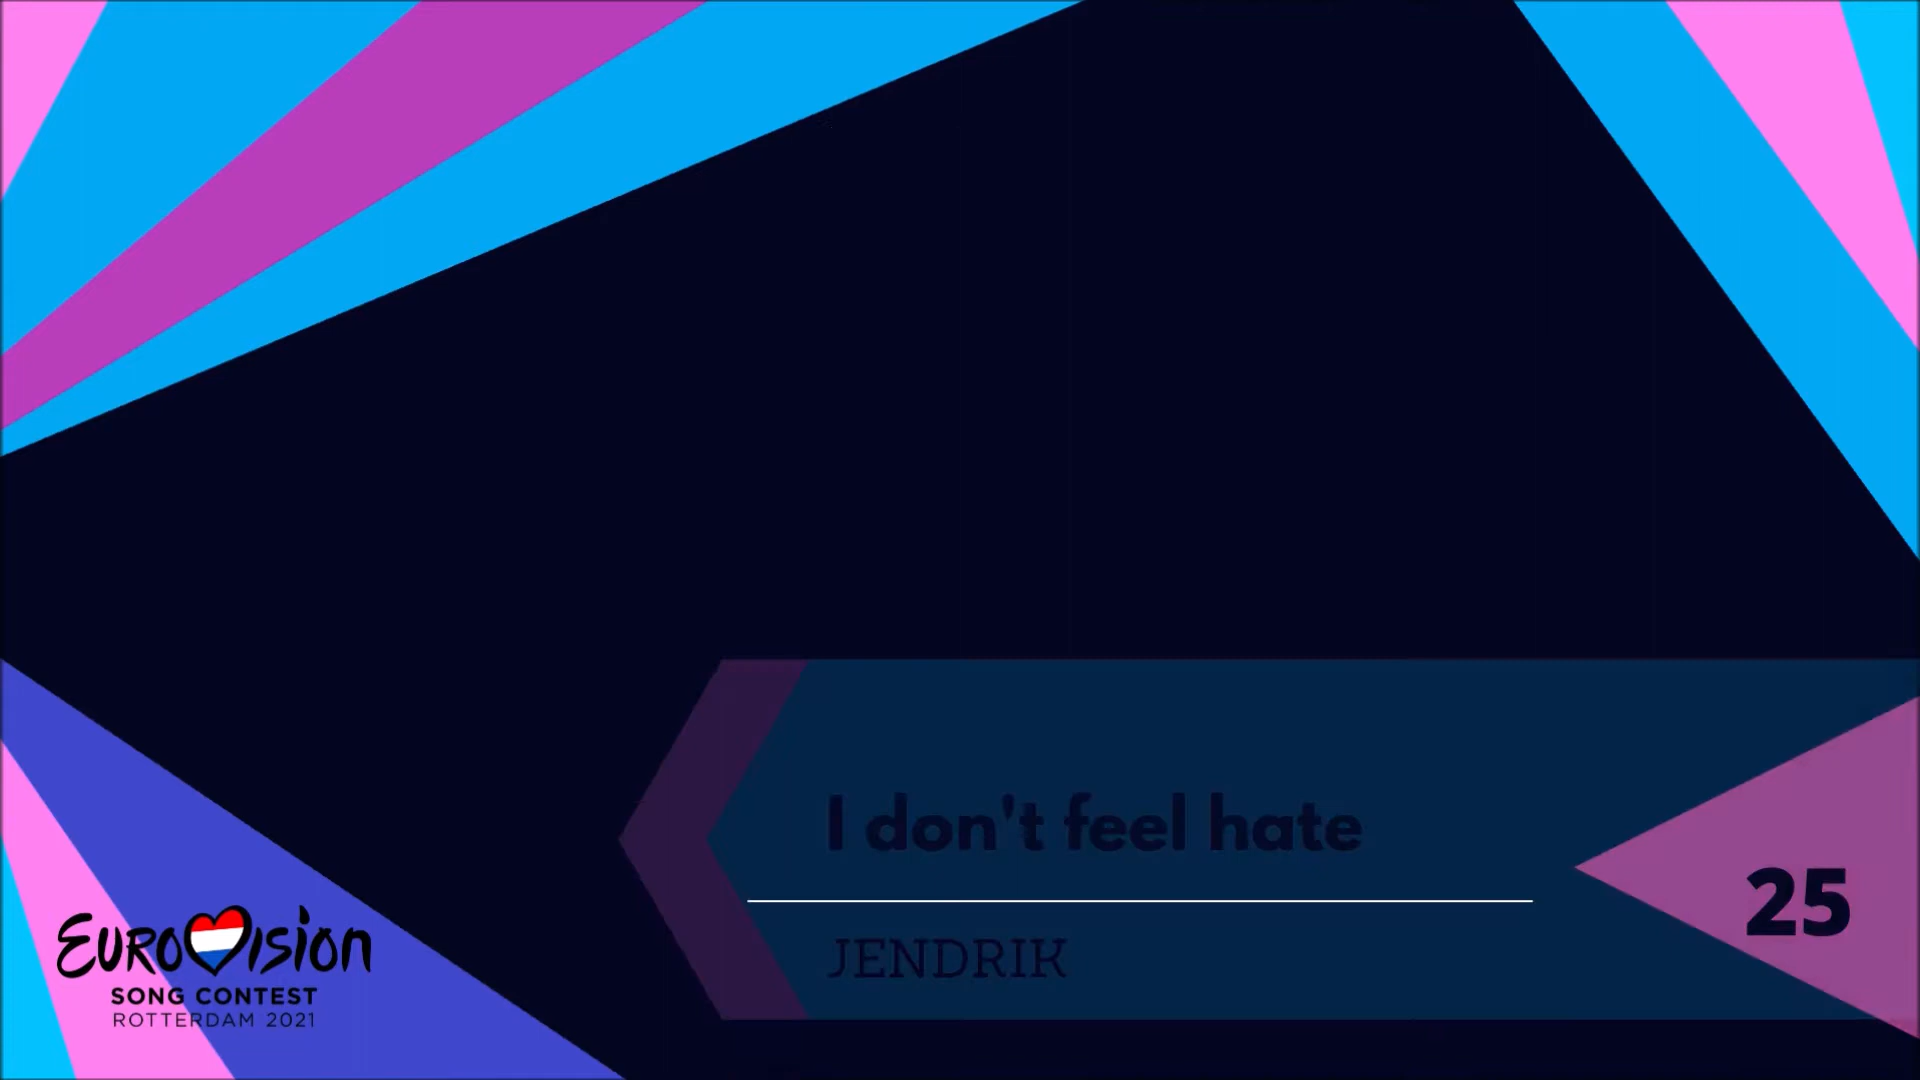 I don't feel hate
JENDRIK
25
EUROVISION
SONG CONTEST
ROTTERDAM 2021